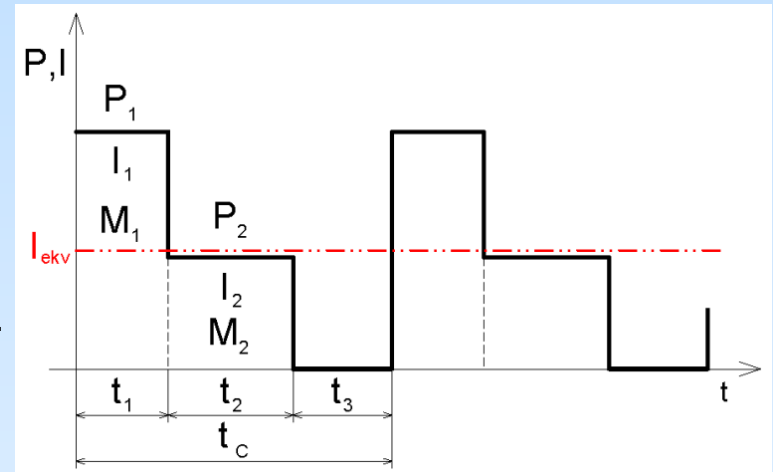 P,I
P₁
I₁
M₁
P₂
Iekv
I₂
M₂
t₁ t₂ t₃ t
tC